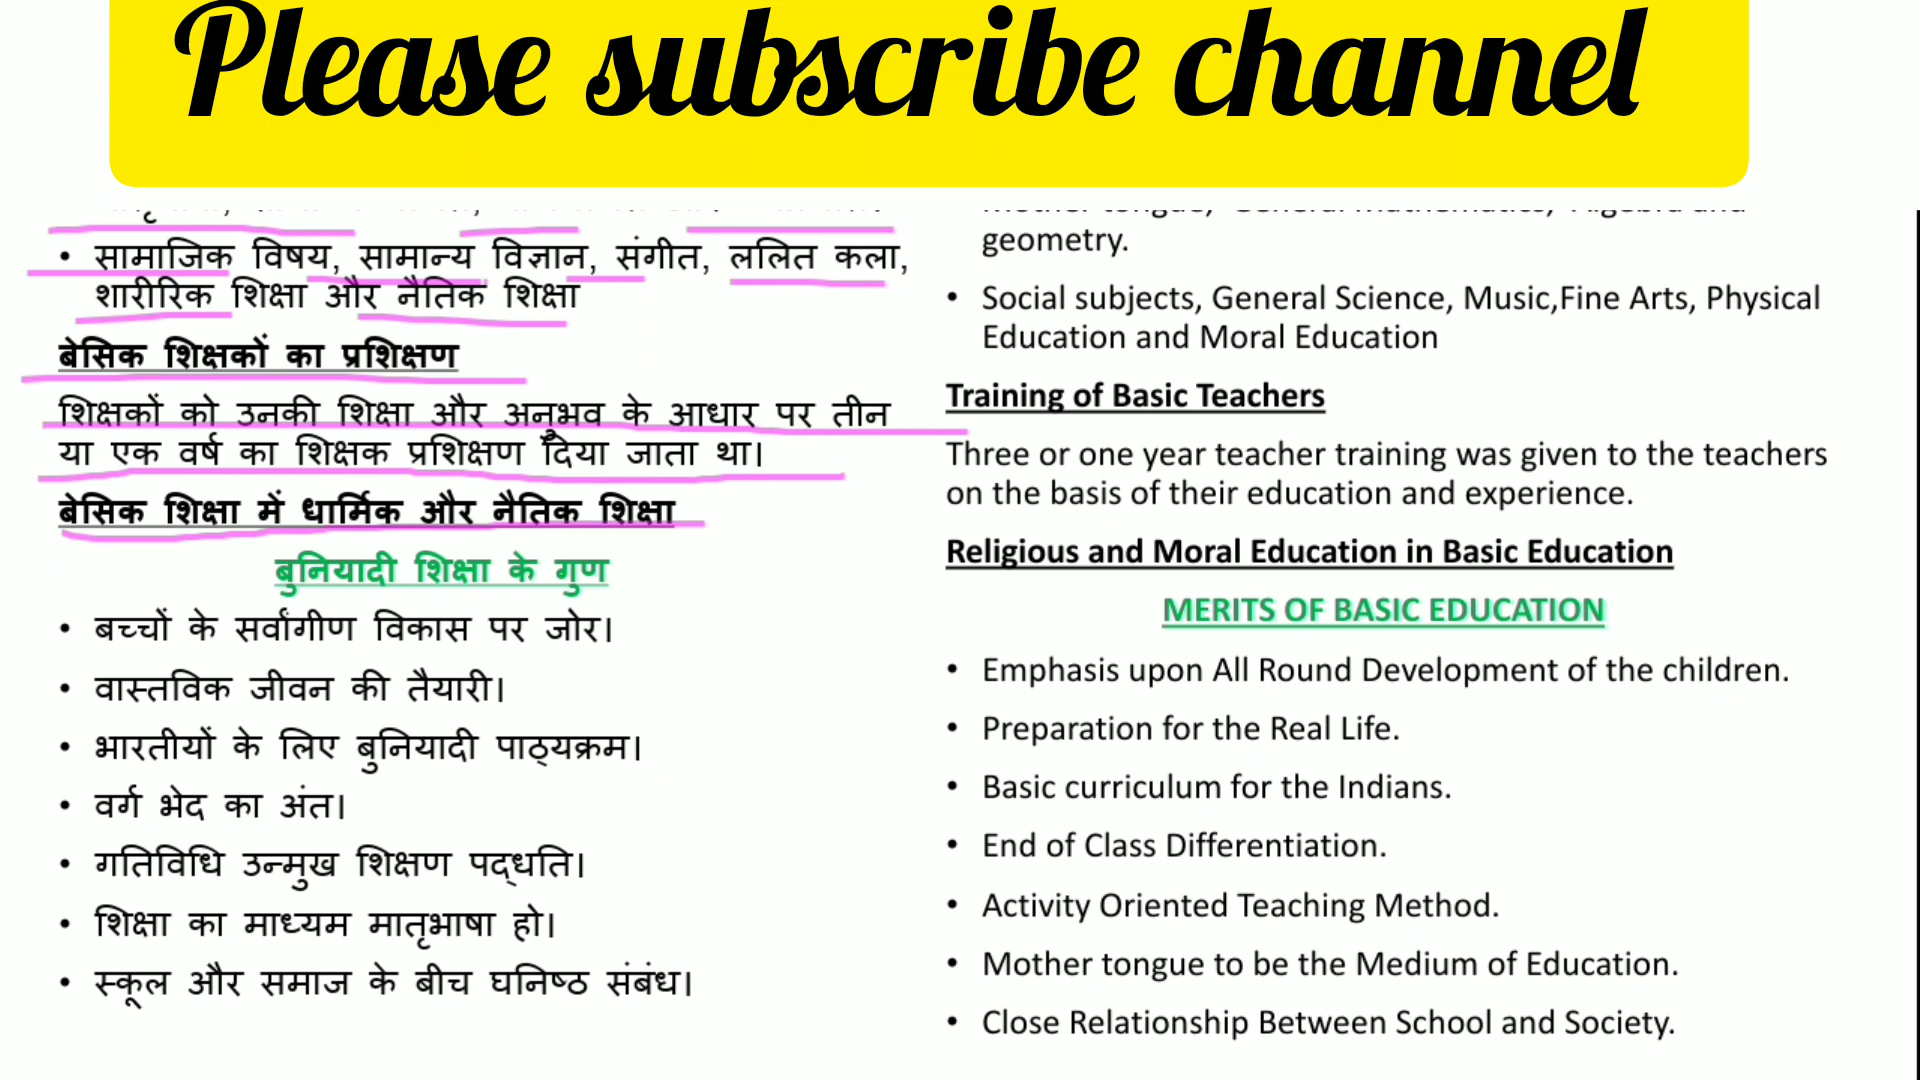 Please subscribe channel
• सामाजिक विषय, सामान्य विज्ञान, संगीत, ललित कला,
शारीरिक शिक्षा और नैतिक शिक्षा
बेसिक शिक्षकों का प्रशिक्षण
शिक्षकों को उनकी शिक्षा और अनुभव के आधार पर तीन
या एक वर्ष का शिक्षक प्रशिक्षण दिया जाता था।
बेसिक शिक्षा में धार्मिक और नैतिक शिक्षा
बुनियादी शिक्षा के गुण
• बच्चों के सर्वांगीण विकास पर जोर।
• वास्तविक जीवन की तैयारी।
• भारतीयों के लिए बुनियादी पाठ्यक्रम।
• वर्ग भेद का अंत।
• गतिविधि उन्मुख शिक्षण पद्धति।
• शिक्षा का माध्यम मातृभाषा हो।
• स्कूल और समाज के बीच घनिष्ठ संबंध।
Mother tongue, General Mathematics, Algebra and
geometry.
• Social subjects, General Science, Music,Fine Arts, Physical
Education and Moral Education
Training of Basic Teachers
Three or one year teacher training was given to the teachers
on the basis of their education and experience.
Religious and Moral Education in Basic Education
MERITS OF BASIC EDUCATION
• Emphasis upon All Round Development of the children.
• Preparation for the Real Life.
• Basic curriculum for the Indians.
• End of Class Differentiation.
• Activity Oriented Teaching Method.
• Mother tongue to be the Medium of Education.
• Close Relationship Between School and Society.